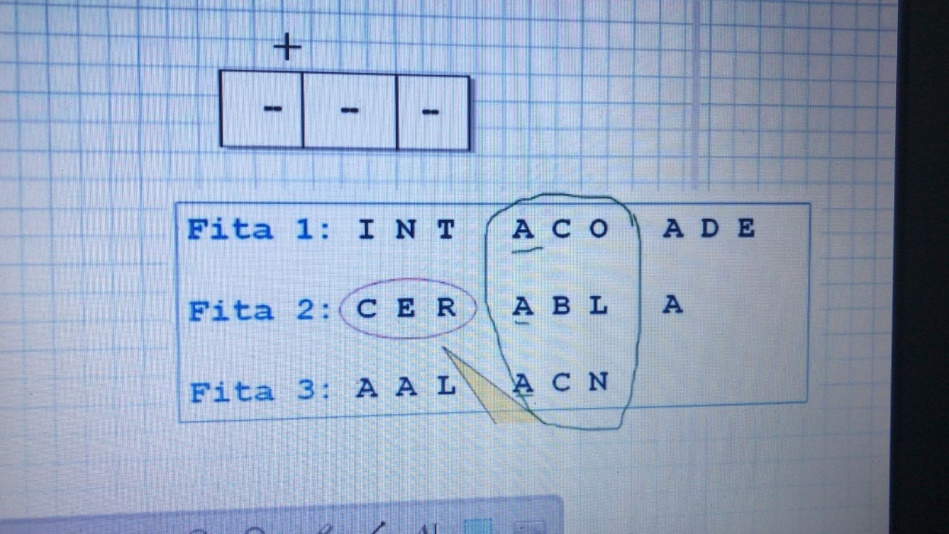 +
- - -
Fita 1: I N T A C O A D E
Fita 2: C E R A B L A
Fita 3: A A L A C N